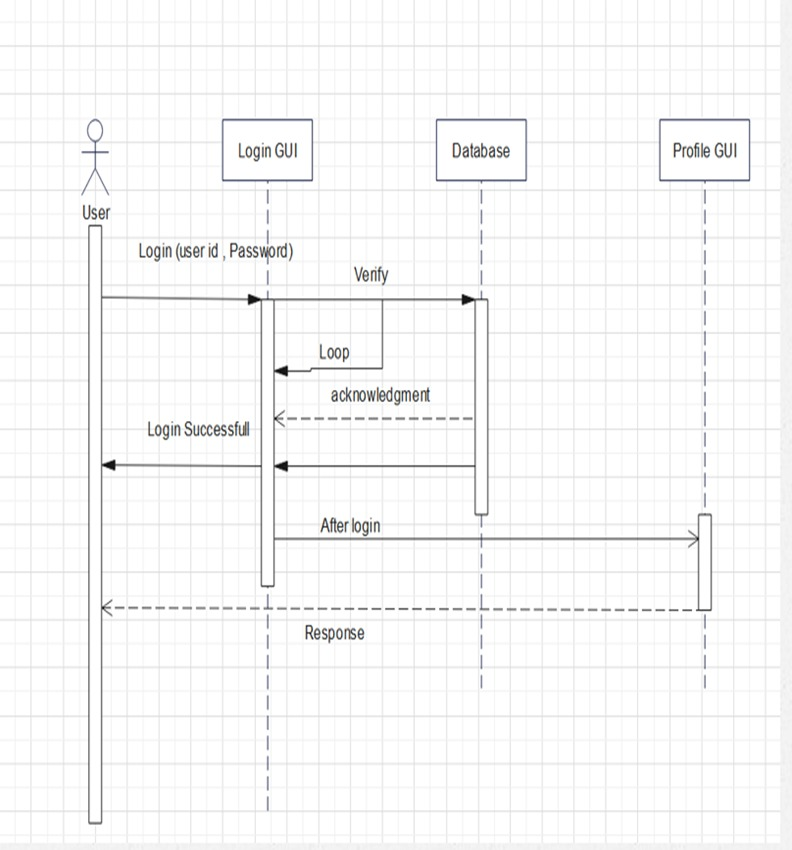 Login GUI
Database
Profile GUI
User
Login (user id , Password)
Verify
Loop
acknowledgment
Login Successfull
After login
Response